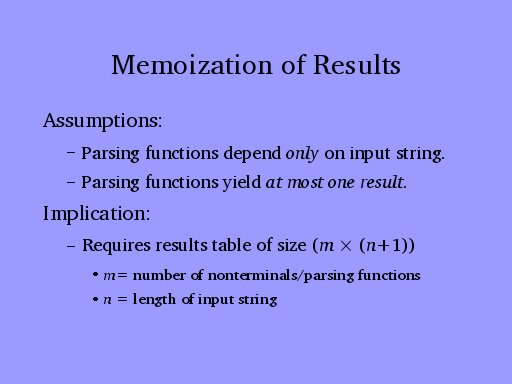 Memoization of Results
Assumptions:
– Parsing functions depend only on input string.
– Parsing functions yield at most one result.
Implication:
– Requires results table of size (m × (n+1))
• m= number of nonterminals/parsing functions
• n = length of input string